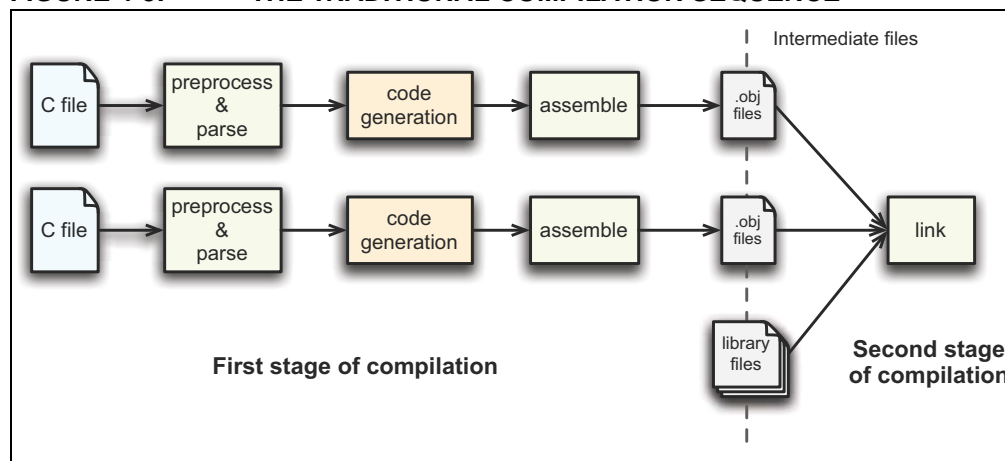 Intermediate files
C file
preprocess
&
parse
code
generation
assemble
.obj
files
C file
preprocess
&
parse
code
generation
assemble
.obj
files
link
library
files
First stage of compilation
Second stage
of compilation